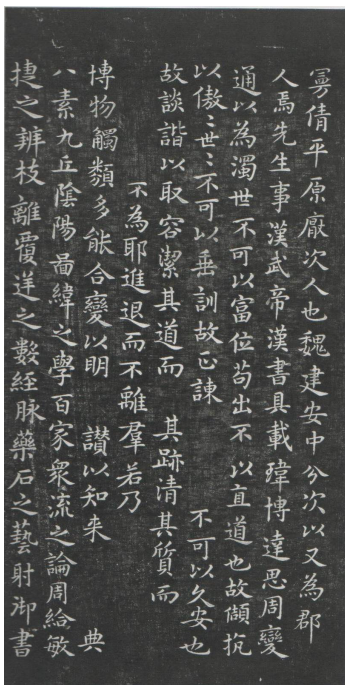 曼倩平原厭次人也魏建安中分次以又為郡
人焉先生事漢武帝漢書具載瑋博達思周變
通以為濁世不可以富位苟出不以直道也故頡抗
以傲〻世〻不可以垂訓故正諫 不可以久安也
故談諧以取容潔其道而 其跡清其質而
不為耶進退而不離羣若乃
博物觸類多能合變以明 讃以知来 典
八素九丘陰陽啚緯之學百家衆流之論周給敏
捷之辨枝離覆逆之數經脉藥石之藝射御書